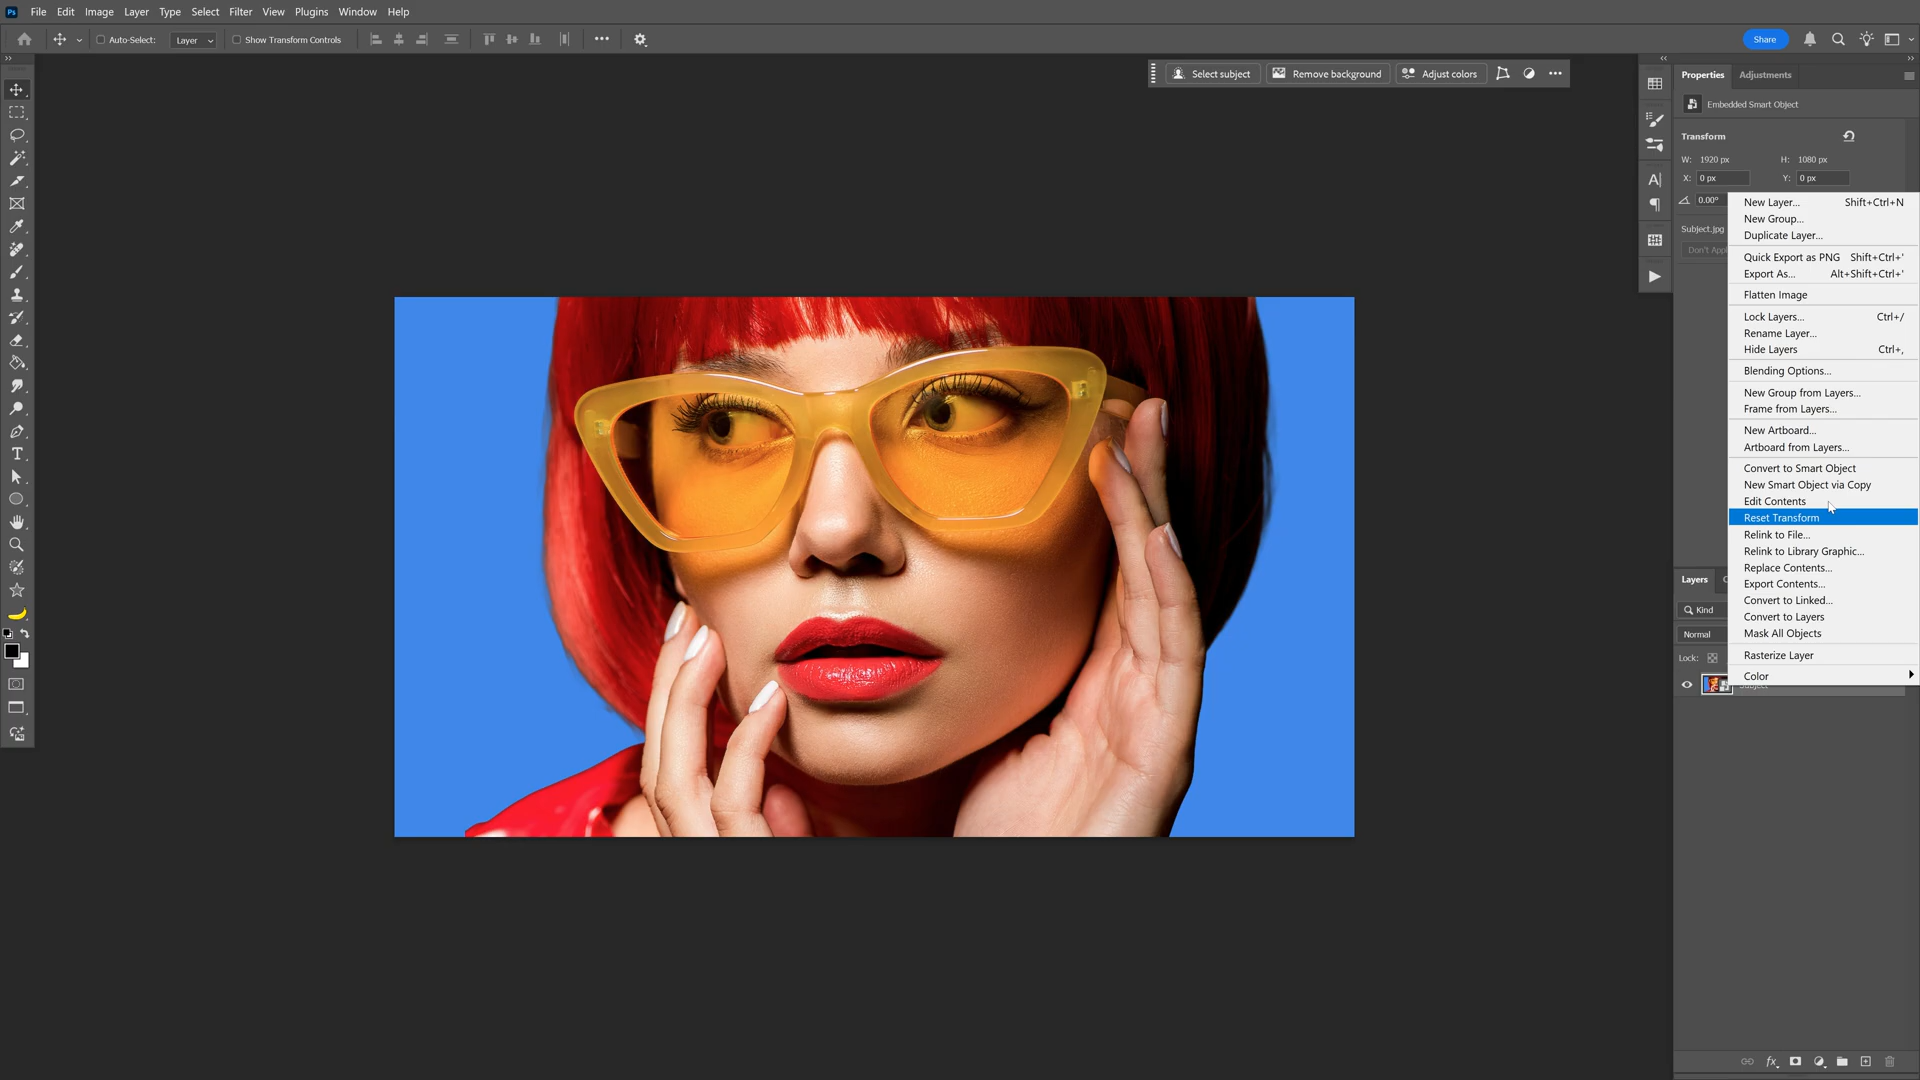 Ps File Edit Image Layer Type Select Filter View Plugins Window Help
Auto-Select: Layer Show Transform Controls Share
Select subject Remove background Adjust colors
Properties Adjustments
Embedded Smart Object
Transform
W: 1920 px H: 1080 px
X: 0 px Y: 0 px
0.00°
Subject.jpg
New Layer... Shift+Ctrl+N
New Group...
Duplicate Layer...
Quick Export as PNG Shift+Ctrl+'
Export As... Alt+Shift+Ctrl+'
Flatten Image
Lock Layers... Ctrl+/
Rename Layer...
Hide Layers Ctrl+,
Blending Options...
New Group from Layers...
Frame from Layers...
New Artboard...
Artboard from Layers...
Convert to Smart Object
New Smart Object via Copy
Edit Contents
Reset Transform
Relink to File...
Relink to Library Graphic...
Replace Contents...
Export Contents...
Convert to Linked...
Convert to Layers
Mask All Objects
Rasterize Layer
Color
Layers
Kind
Normal
Lock:
fx